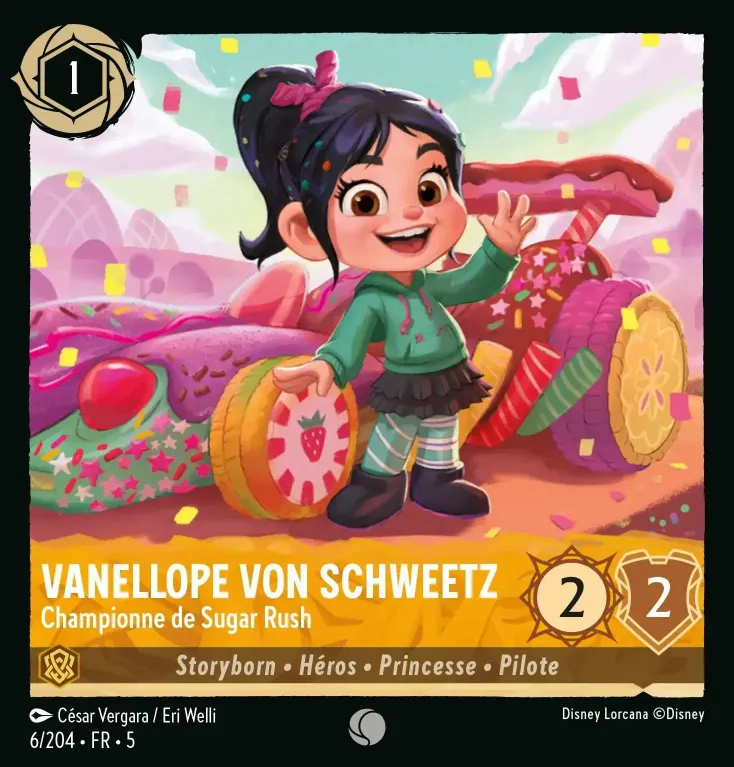 1
VANELLOPE VON SCHWEETZ
Championne de Sugar Rush
2 2
Storyborn • Héros • Princesse • Pilote
César Vergara / Eri Welli
Disney Lorcana ©Disney
6/204 • FR • 5